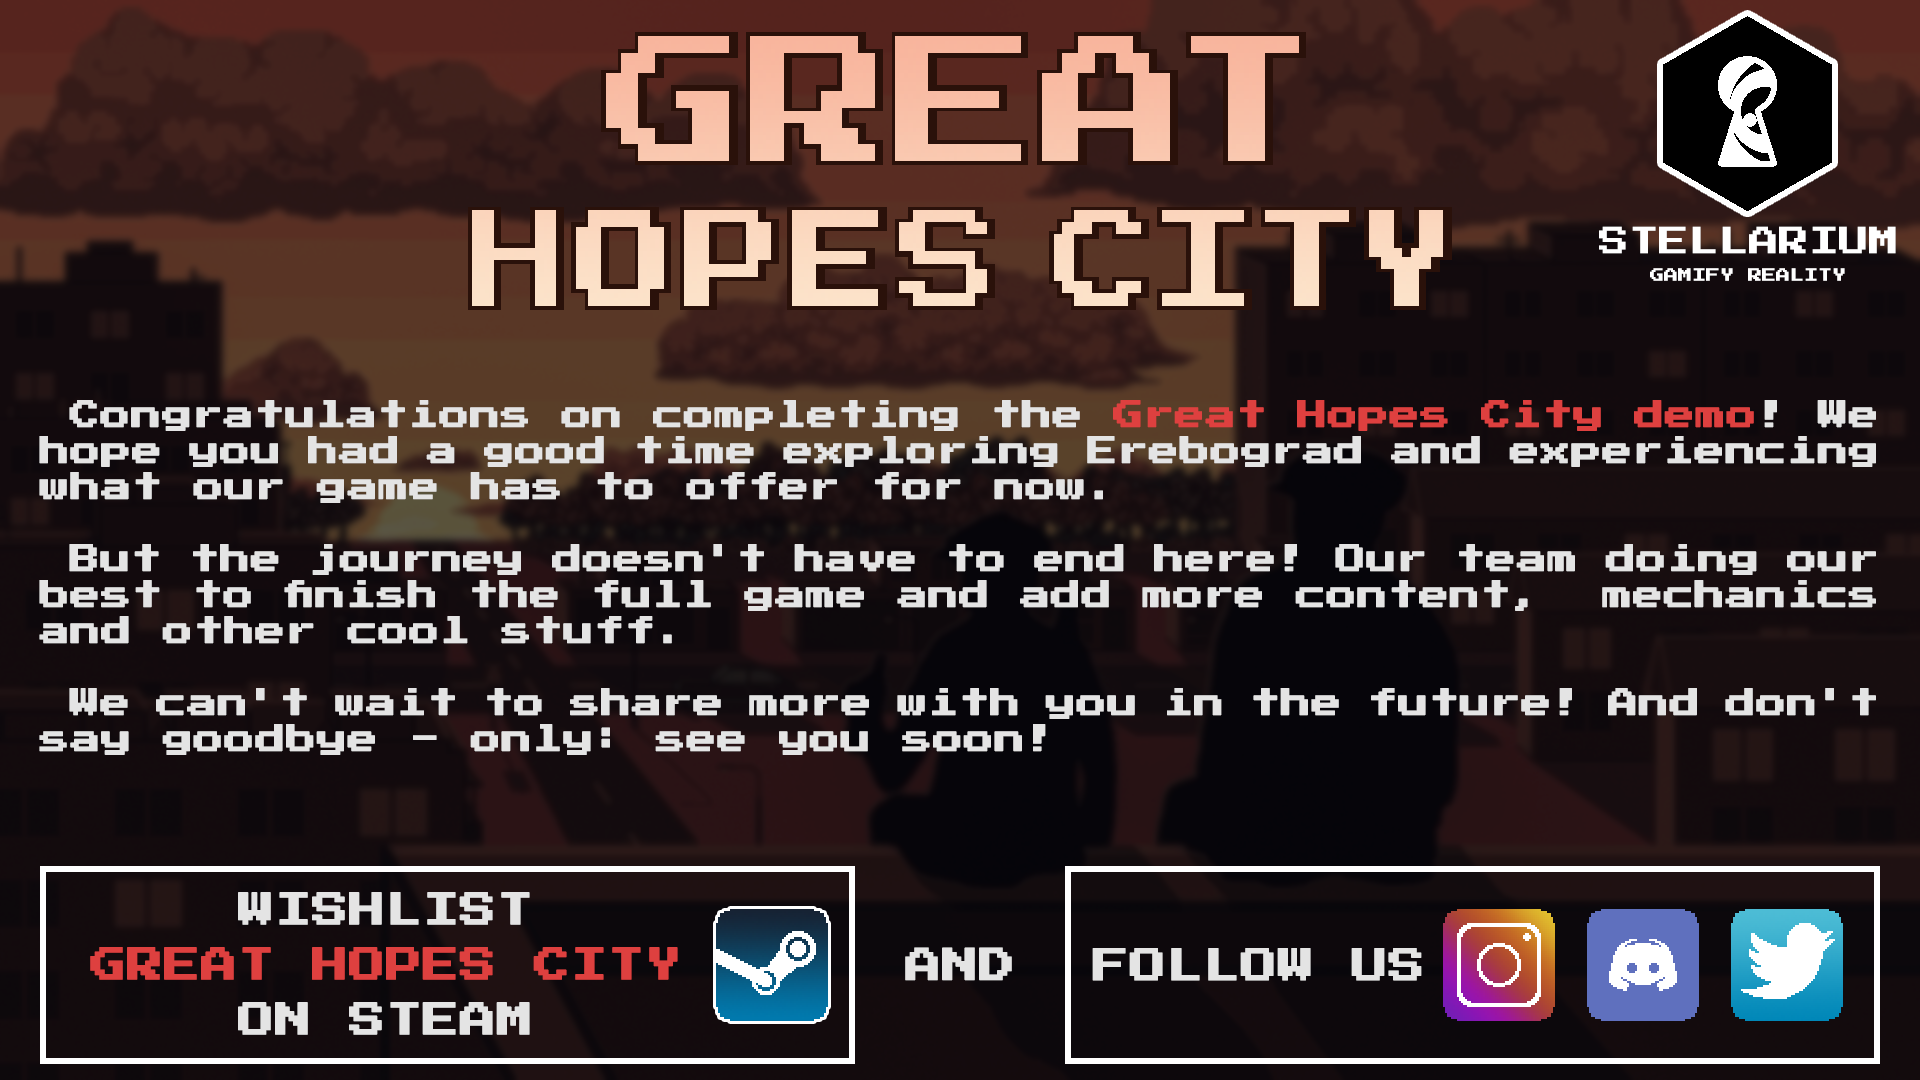 GREAT
HOPES CITY
STELLARIUM
GAMIFY REALITY
Congratulations on completing the Great Hopes City demo! We
hope you had a good time exploring Erebograd and experiencing
what our game has to offer for now.
But the journey doesn't have to end here! Our team doing our
best to finish the full game and add more content, mechanics
and other cool stuff.
We can't wait to share more with you in the future! And don't
say goodbye - only: see you soon!
WISHLIST
GREAT HOPES CITY
ON STEAM
AND
FOLLOW US